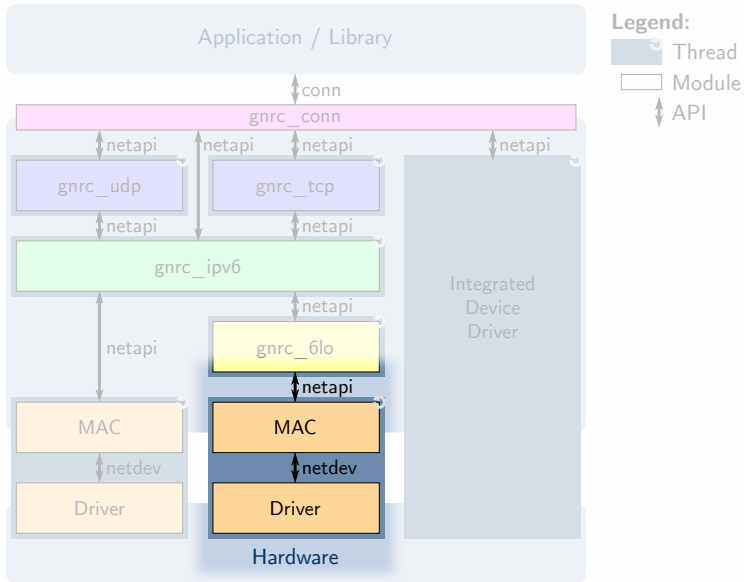 Application / Library
Legend:
Thread
Module
API
conn
gnrc_conn
netapi
netapi
netapi
netapi
gnrc_udp
gnrc_tcp
netapi
netapi
gnrc_ipv6
Integrated
Device
Driver
netapi
netapi
gnrc_6lo
netapi
MAC
MAC
netdev
netdev
Driver
Driver
Hardware